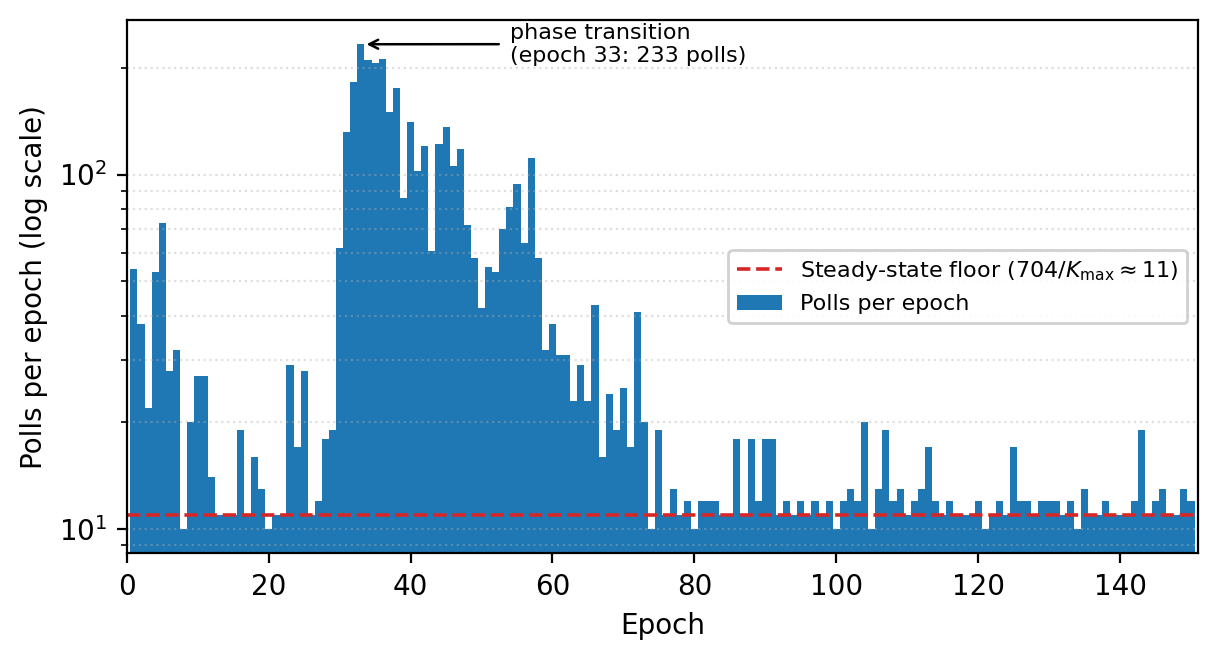 phase transition
(epoch 33: 233 polls)
Polls per epoch (log scale)
10²
10¹
Steady-state floor (704/K_max ≈ 11)
Polls per epoch
0 20 40 60 80 100 120 140
Epoch